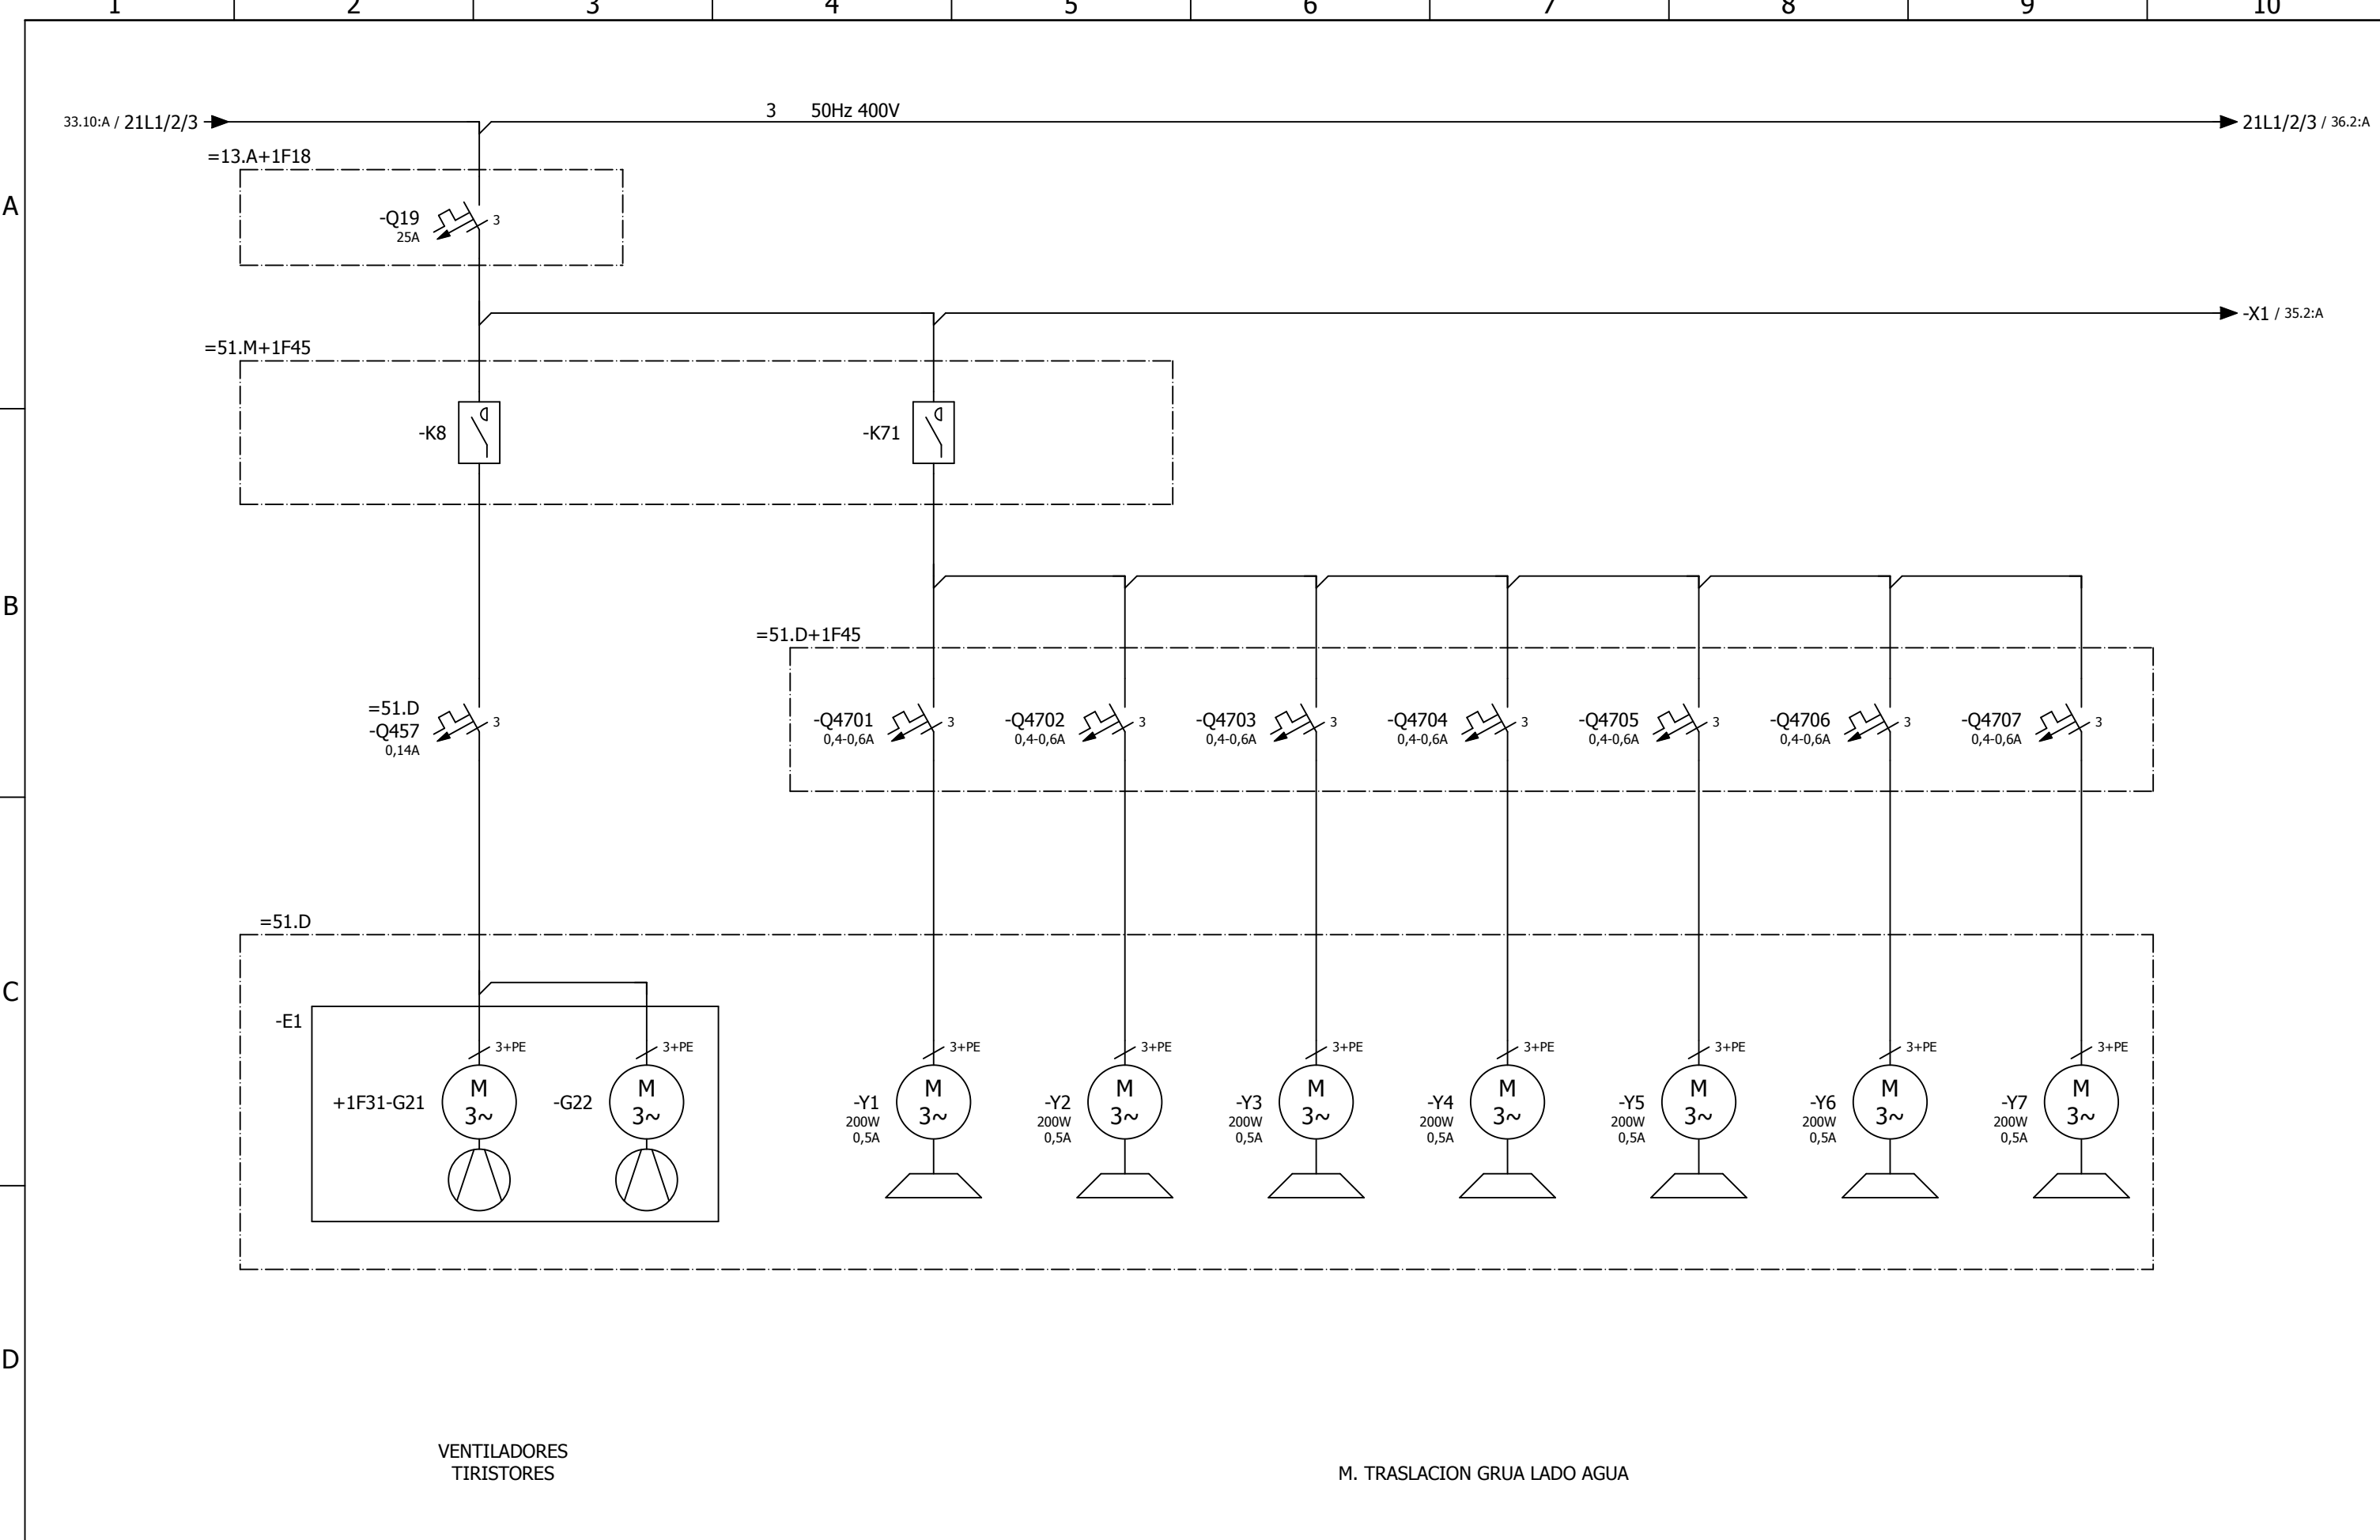 1 2 3 4 5 6 7 8 9 10
33.10:A / 21L1/2/3
3 50Hz 400V
21L1/2/3 / 36.2:A
=13.A+1F18
A
-Q19 3
25A
-X1 / 35.2:A
=51.M+1F45
-K8 -K71
B
=51.D+1F45
=51.D
-Q457 3
0,14A
-Q4701 3
0,4-0,6A
-Q4702 3
0,4-0,6A
-Q4703 3
0,4-0,6A
-Q4704 3
0,4-0,6A
-Q4705 3
0,4-0,6A
-Q4706 3
0,4-0,6A
-Q4707 3
0,4-0,6A
=51.D
C
-E1
3+PE 3+PE 3+PE 3+PE 3+PE 3+PE 3+PE 3+PE 3+PE
+1F31-G21
M
3~
-G22
M
3~
-Y1
200W
0,5A
M
3~
-Y2
200W
0,5A
M
3~
-Y3
200W
0,5A
M
3~
-Y4
200W
0,5A
M
3~
-Y5
200W
0,5A
M
3~
-Y6
200W
0,5A
M
3~
-Y7
200W
0,5A
M
3~
D
VENTILADORES
TIRISTORES
M. TRASLACION GRUA LADO AGUA